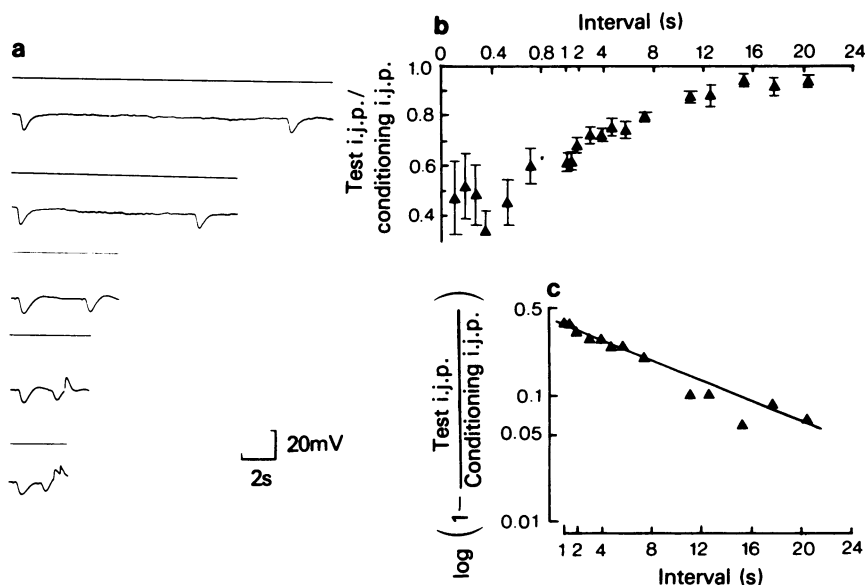 a
20mV
2s
b
Interval (s)
0 0.4 0.8 1 2 4 8 12 16 20 24
Test i.j.p./
conditioning i.j.p.
1.0
0.8
0.6
0.4
c
log ( 1– Test i.j.p.
Conditioning i.j.p. )
0.5
0.1
0.05
0.01
1 2 4 8 12 16 20 24
Interval (s)